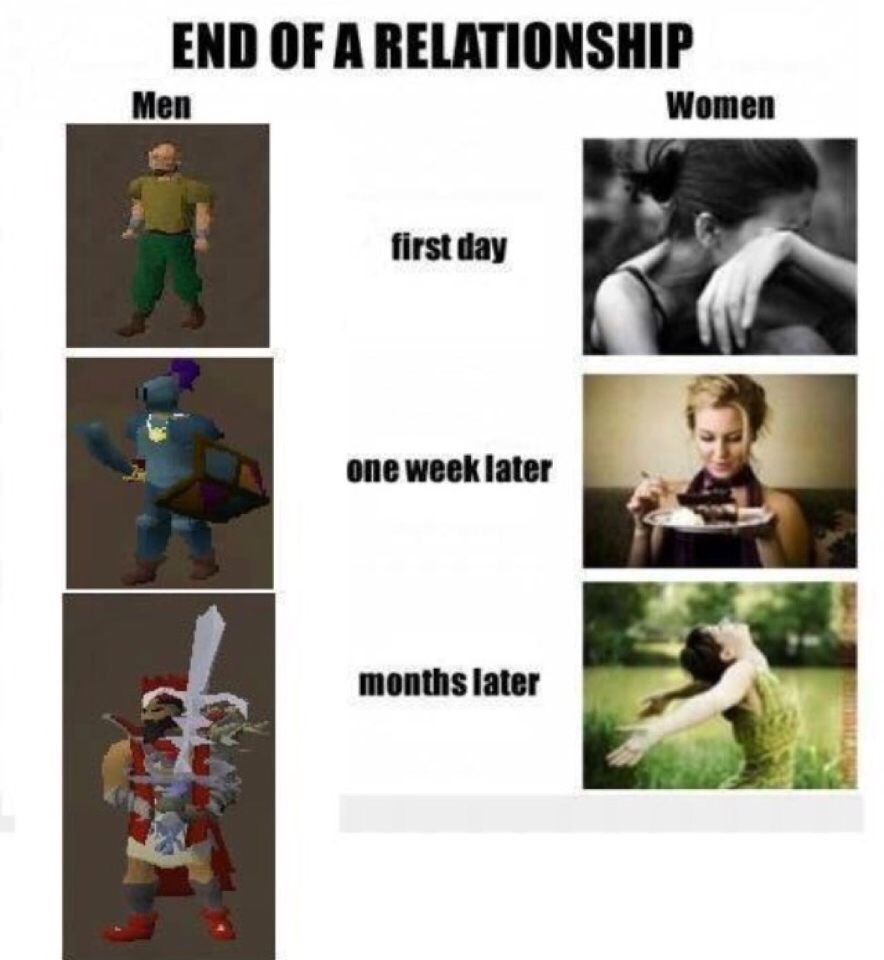 END OF A RELATIONSHIP
Men
Women
first day
one week later
months later